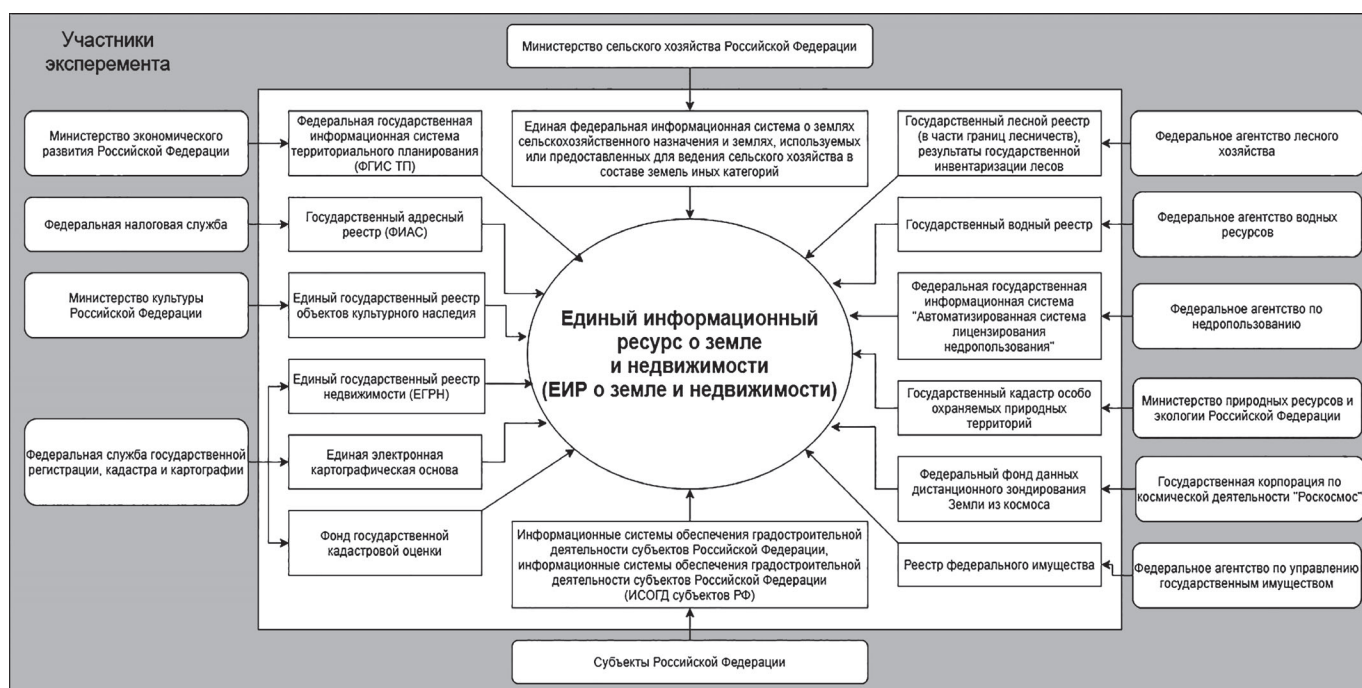 Участники
эксперемента
Министерство сельского хозяйства Российской Федерации
Министерство экономического
развития Российской Федерации
Федеральная налоговая служба
Министерство культуры
Российской Федерации
Федеральная служба государственной
регистрации, кадастра и картографии
Федеральная государственная
информационная система
территориального планирования
(ФГИС ТП)
Государственный адресный
реестр (ФИАС)
Единый государственный реестр
объектов культурного наследия
Единый государственный реестр
недвижимости (ЕГРН)
Единая электронная
картографическая основа
Фонд государственной
кадастровой оценки
Единая федеральная информационная система о землях
сельскохозяйственного назначения и землях, используемых
или предоставленных для ведения сельского хозяйства в
составе земель иных категорий
Единый информационный
ресурс о земле
и недвижимости
(ЕИР о земле и недвижимости)
Информационные системы обеспечения градостроительной
деятельности субъектов Российской Федерации,
информационные системы обеспечения градостроительной
деятельности субъектов Российской Федерации
(ИСОГД субъектов РФ)
Государственный лесной реестр
(в части границ лесничеств),
результаты государственной
инвентаризации лесов
Государственный водный реестр
Федеральная государственная
информационная система
"Автоматизированная система
лицензирования
недропользования"
Государственный кадастр особо
охраняемых природных
территорий
Федеральный фонд данных
дистанционного зондирования
Земли из космоса
Реестр федерального имущества
Федеральное агентство лесного
хозяйства
Федеральное агентство водных
ресурсов
Федеральное агентство по
недропользованию
Министерство природных ресурсов и
экологии Российской Федерации
Государственная корпорация по
космической деятельности "Роскосмос"
Федеральное агентство по управлению
государственным имуществом
Субъекты Российской Федерации